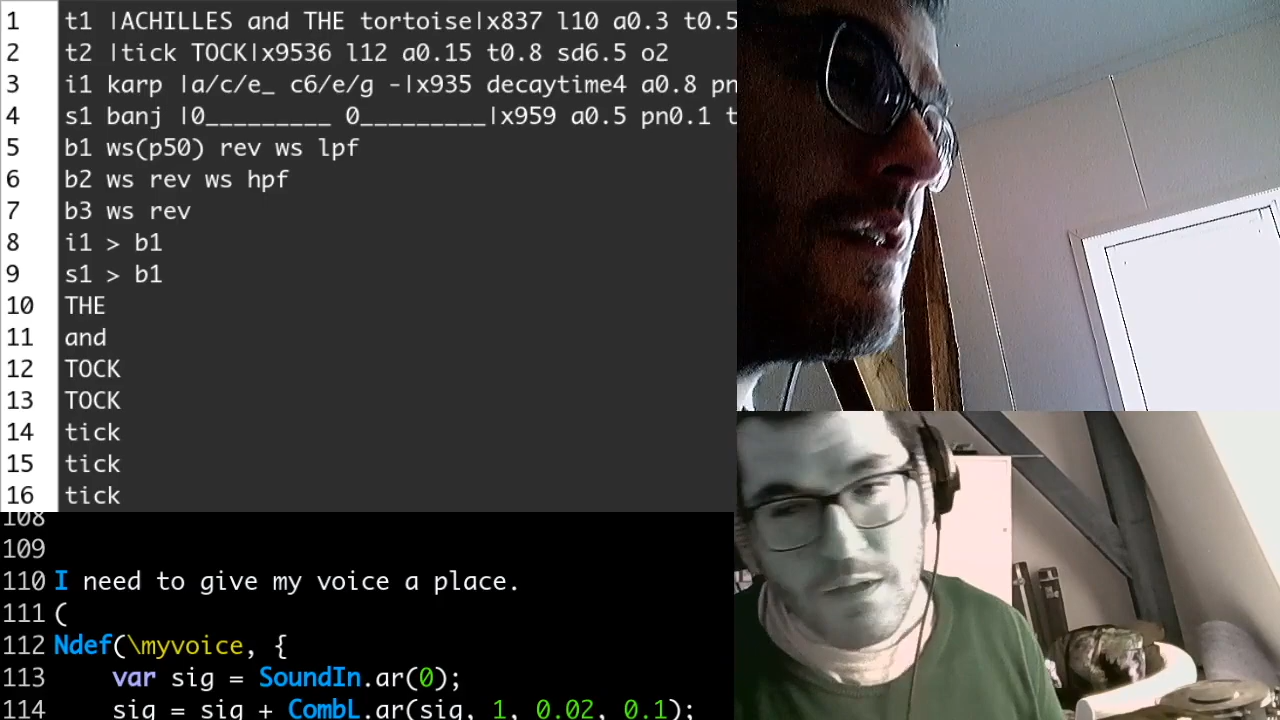 1 t1 |ACHILLES and THE tortoise|x837 l10 a0.3 t0.5
2 t2 |tick TOCK|x9536 l12 a0.15 t0.8 sd6.5 o2
3 i1 karp |a/c/e_ c6/e/g -|x935 decaytime4 a0.8 pn
4 s1 banj |0_________ 0_________|x959 a0.5 pn0.1 t
5 b1 ws(p50) rev ws lpf
6 b2 ws rev ws hpf
7 b3 ws rev
8 i1 > b1
9 s1 > b1
10 THE
11 and
12 TOCK
13 TOCK
14 tick
15 tick
16 tick
108
109
110 I need to give my voice a place.
111 (
112 Ndef(\myvoice, {
113 var sig = SoundIn.ar(0);
114 sig = sig + CombL.ar(sig, 1, 0.02, 0.1);